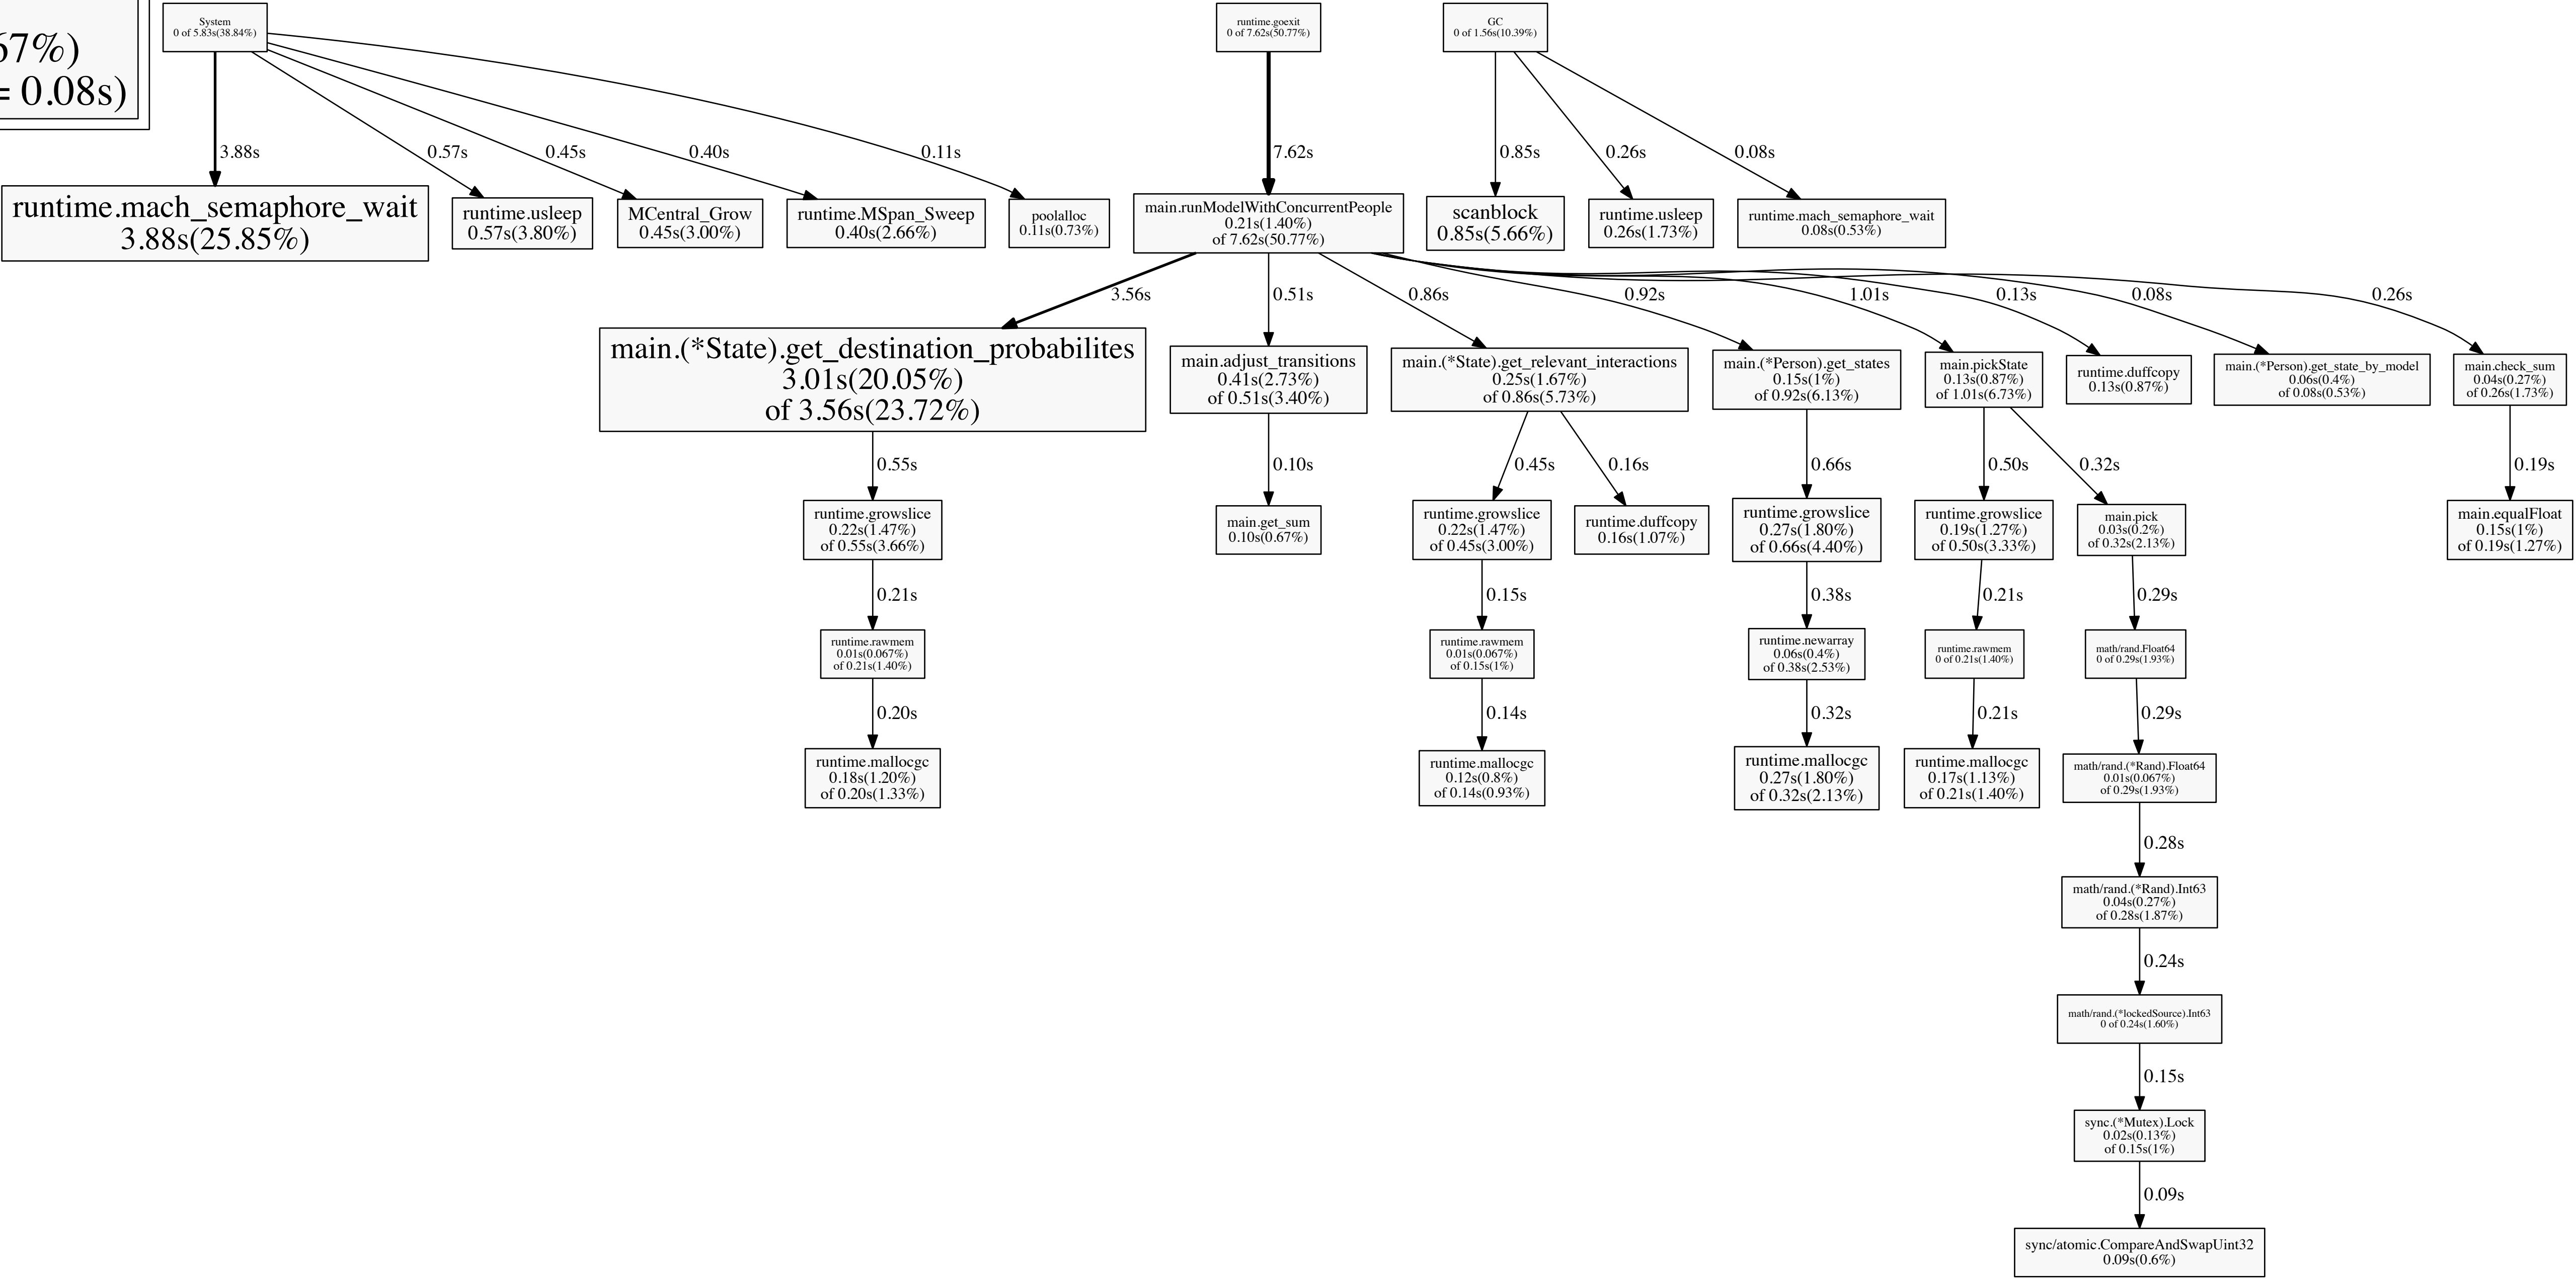 67%)
= 0.08s)
System
0 of 5.83s(38.84%)
runtime.goexit
0 of 7.62s(50.77%)
GC
0 of 1.56s(10.39%)
3.88s
0.57s
0.45s
0.40s
0.11s
7.62s
0.85s
0.26s
0.08s
runtime.mach_semaphore_wait
3.88s(25.85%)
runtime.usleep
0.57s(3.80%)
MCentral_Grow
0.45s(3.00%)
runtime.MSpan_Sweep
0.40s(2.66%)
poolalloc
0.11s(0.73%)
main.runModelWithConcurrentPeople
0.21s(1.40%)
of 7.62s(50.77%)
scanblock
0.85s(5.66%)
runtime.usleep
0.26s(1.73%)
runtime.mach_semaphore_wait
0.08s(0.53%)
3.56s
0.51s
0.86s
0.92s
1.01s
0.13s
0.08s
0.26s
main.(*State).get_destination_probabilites
3.01s(20.05%)
of 3.56s(23.72%)
main.adjust_transitions
0.41s(2.73%)
of 0.51s(3.40%)
main.(*State).get_relevant_interactions
0.25s(1.67%)
of 0.86s(5.73%)
main.(*Person).get_states
0.15s(1%)
of 0.92s(6.13%)
main.pickState
0.13s(0.87%)
of 1.01s(6.73%)
runtime.duffcopy
0.13s(0.87%)
main.(*Person).get_state_by_model
0.06s(0.4%)
of 0.08s(0.53%)
main.check_sum
0.04s(0.27%)
of 0.26s(1.73%)
0.55s
0.10s
0.45s
0.16s
0.66s
0.50s
0.32s
0.19s
runtime.growslice
0.22s(1.47%)
of 0.55s(3.66%)
main.get_sum
0.10s(0.67%)
runtime.growslice
0.22s(1.47%)
of 0.45s(3.00%)
runtime.duffcopy
0.16s(1.07%)
runtime.growslice
0.27s(1.80%)
of 0.66s(4.40%)
runtime.growslice
0.19s(1.27%)
of 0.50s(3.33%)
main.pick
0.03s(0.2%)
of 0.32s(2.13%)
main.equalFloat
0.15s(1%)
of 0.19s(1.27%)
0.21s
0.15s
0.38s
0.21s
0.29s
runtime.rawmem
0.01s(0.067%)
of 0.21s(1.40%)
runtime.rawmem
0.01s(0.067%)
of 0.15s(1%)
runtime.newarray
0.06s(0.4%)
of 0.38s(2.53%)
runtime.rawmem
0 of 0.21s(1.40%)
math/rand.Float64
0 of 0.29s(1.93%)
0.20s
0.14s
0.32s
0.21s
0.29s
runtime.mallocgc
0.18s(1.20%)
of 0.20s(1.33%)
runtime.mallocgc
0.12s(0.8%)
of 0.14s(0.93%)
runtime.mallocgc
0.27s(1.80%)
of 0.32s(2.13%)
runtime.mallocgc
0.17s(1.13%)
of 0.21s(1.40%)
math/rand.(*Rand).Float64
0.01s(0.067%)
of 0.29s(1.93%)
0.28s
math/rand.(*Rand).Int63
0.04s(0.27%)
of 0.28s(1.87%)
0.24s
math/rand.(*lockedSource).Int63
0 of 0.24s(1.60%)
0.15s
sync.(*Mutex).Lock
0.02s(0.13%)
of 0.15s(1%)
0.09s
sync/atomic.CompareAndSwapUint32
0.09s(0.6%)